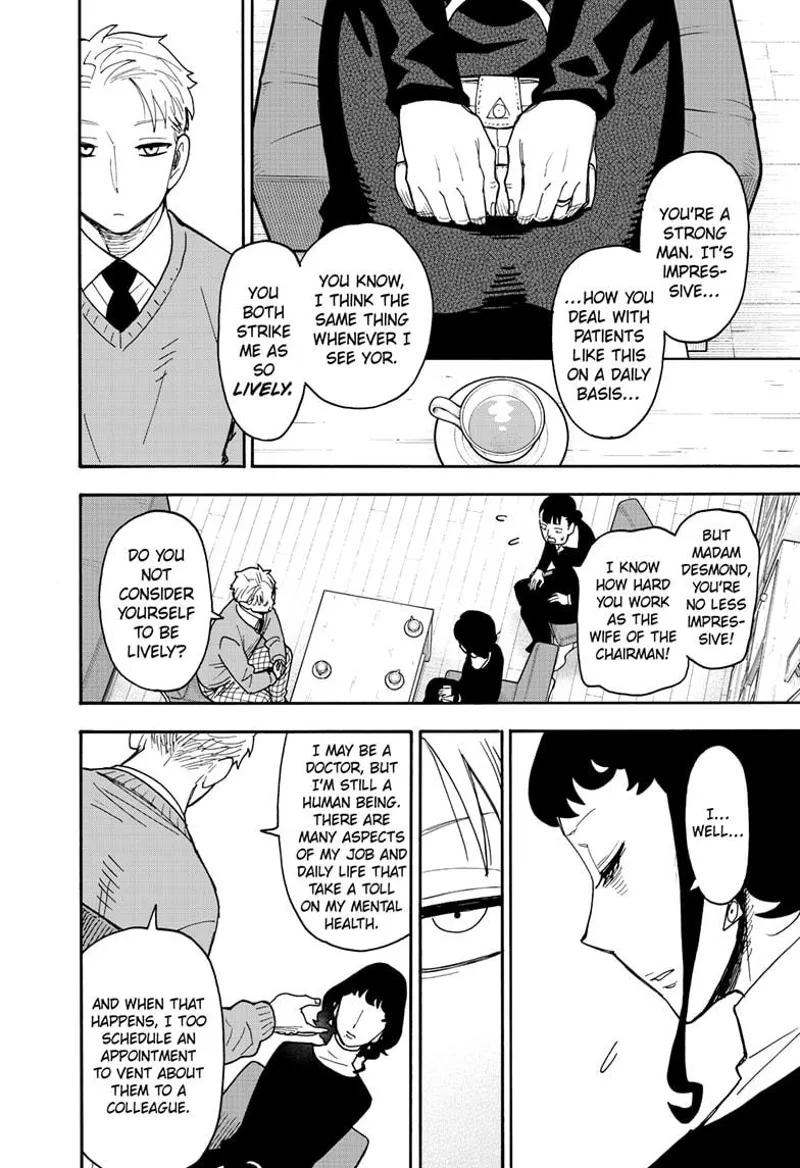 YOU'RE A
STRONG
MAN. IT'S
IMPRES-
SIVE...
...HOW YOU
DEAL WITH
PATIENTS
LIKE THIS
ON A DAILY
BASIS...
YOU KNOW,
I THINK THE
SAME THING
WHENEVER I
SEE YOR.
YOU
BOTH
STRIKE
ME AS
SO
LIVELY.
BUT
MADAM
DESMOND,
YOU'RE
NO LESS
IMPRES-
SIVE!
I KNOW
HOW HARD
YOU WORK
AS THE
WIFE OF THE
CHAIRMAN!
DO YOU
NOT
CONSIDER
YOURSELF
TO BE
LIVELY?
I...
WELL...
I MAY BE A
DOCTOR, BUT
I'M STILL A
HUMAN BEING.
THERE ARE
MANY ASPECTS
OF MY JOB AND
DAILY LIFE THAT
TAKE A TOLL
ON MY MENTAL
HEALTH.
AND WHEN THAT
HAPPENS, I TOO
SCHEDULE AN
APPOINTMENT
TO VENT ABOUT
THEM TO A
COLLEAGUE.